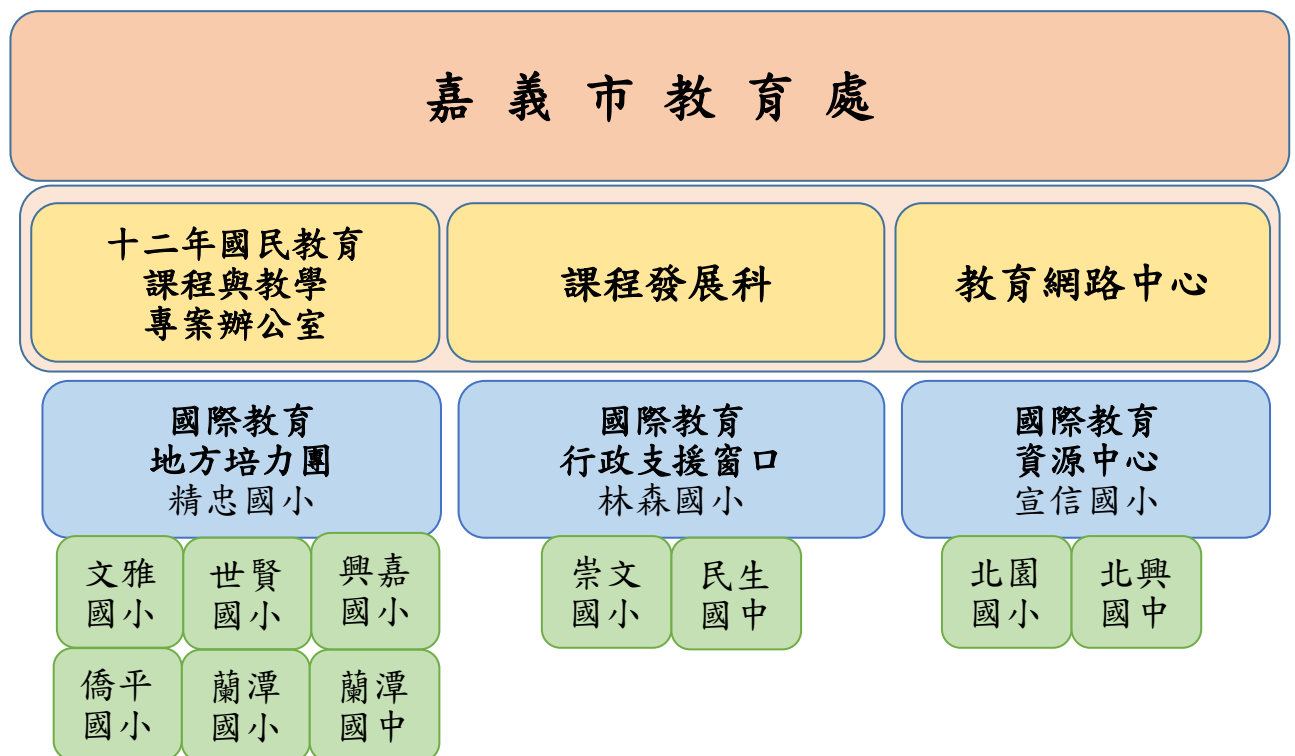 嘉義市教育處
十二年國民教育
課程與教學
專案辦公室
課程發展科
教育網路中心
國際教育
地方培力團
精忠國小
國際教育
行政支援窗口
林森國小
國際教育
資源中心
宣信國小
文雅
國小
世賢
國小
興嘉
國小
崇文
國小
民生
國中
北園
國小
北興
國中
僑平
國小
蘭潭
國小
蘭潭
國中